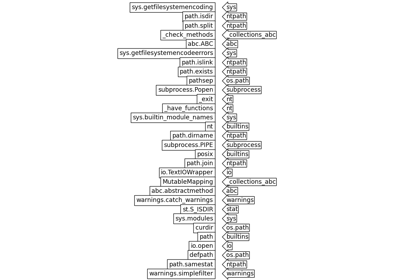 sys.getfilesystemencoding sys
path.isdir ntpath
path.split ntpath
_check_methods _collections_abc
abc.ABC abc
sys.getfilesystemencodeerrors sys
path.islink ntpath
path.exists ntpath
pathsep os.path
subprocess.Popen subprocess
_exit nt
_have_functions nt
sys.builtin_module_names sys
nt builtins
path.dirname ntpath
subprocess.PIPE subprocess
posix builtins
path.join ntpath
io.TextIOWrapper io
MutableMapping _collections_abc
abc.abstractmethod abc
warnings.catch_warnings warnings
st.S_ISDIR stat
sys.modules sys
curdir os.path
path builtins
io.open io
defpath os.path
path.samestat ntpath
warnings.simplefilter warnings